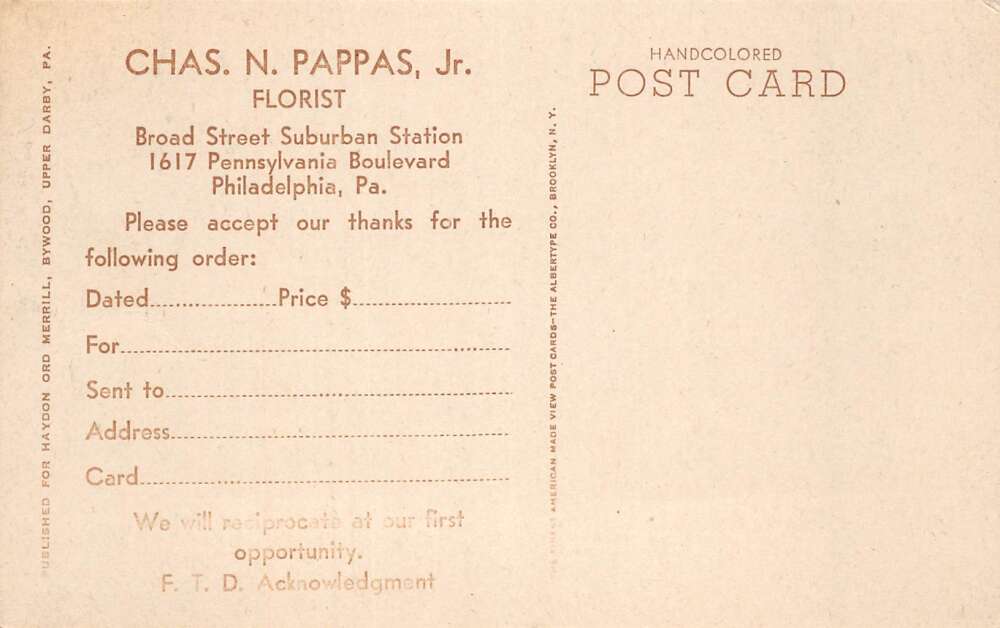 PUBLISHED FOR HAYDON ORD MERRILL, BYWOOD, UPPER DARBY, PA.
CHAS. N. PAPPAS, Jr.
FLORIST
Broad Street Suburban Station
1617 Pennsylvania Boulevard
Philadelphia, Pa.
Please accept our thanks for the
following order:
Dated....................Price $....................
For....................
Sent to....................
Address....................
Card....................
We will reciprocate at our first
opportunity.
F. T. D. Acknowledgment
AMERICAN MADE VIEW POST CARDS—THE ALBERTYPE CO., BROOKLYN, N. Y.
HANDCOLORED
POST CARD